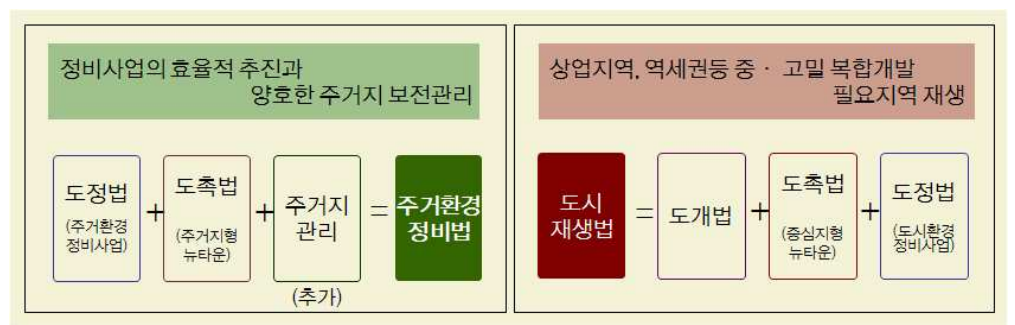 정비사업의 효율적 추진과
양호한 주거지 보전관리
도정법
(주거환경
정비사업)
+
도촉법
(주거지형
뉴타운)
+
주거지
관리
(추가)
=
주거환경
정비법
상업지역, 역세권등 중 · 고밀 복합개발
필요지역 재생
도시
재생법
=
도개법
+
도촉법
(중심지형
뉴타운)
+
도정법
(도시환경
정비사업)